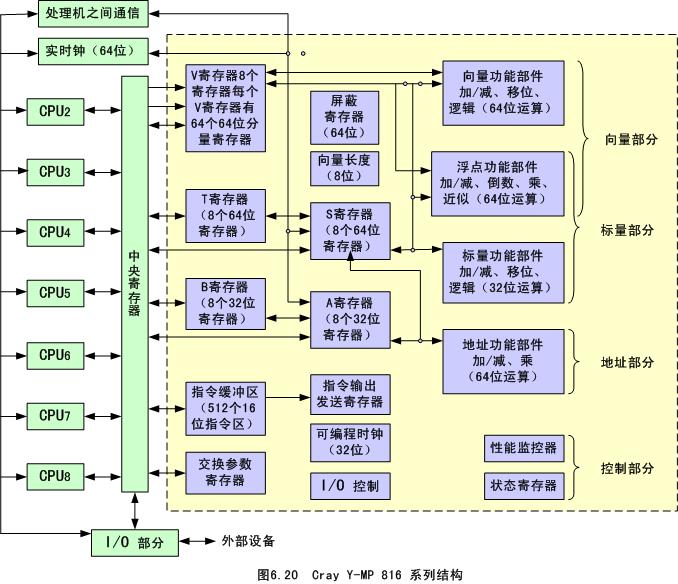 处理机之间通信
实时钟（64位）
CPU2
CPU3
CPU4
CPU5
CPU6
CPU7
CPU8
中
央
寄
存
器
I/O 部分
外部设备
V寄存器8个
寄存器每个
V寄存器有
64个64位分
量寄存器
T寄存器
（8个64位
寄存器）
B寄存器
（8个32位
寄存器）
指令缓冲区
（512个16
位指令区）
交换参数
寄存器
屏蔽
寄存器
（64位）
向量长度
（8位）
S寄存器
（8个64位
寄存器）
A寄存器
（8个32位
寄存器）
指令输出
发送寄存器
可编程时钟
（32位）
I/O 控制
向量功能部件
加/减、移位、
逻辑（64位运算）
浮点功能部件
加/减、倒数、乘、
近似（64位运算）
标量功能部件
加/减、移位、
逻辑（32位运算）
地址功能部件
加/减、乘
（64位运算）
性能监控器
状态寄存器
向量部分
标量部分
地址部分
控制部分
图6.20 Cray Y-MP 816 系列结构